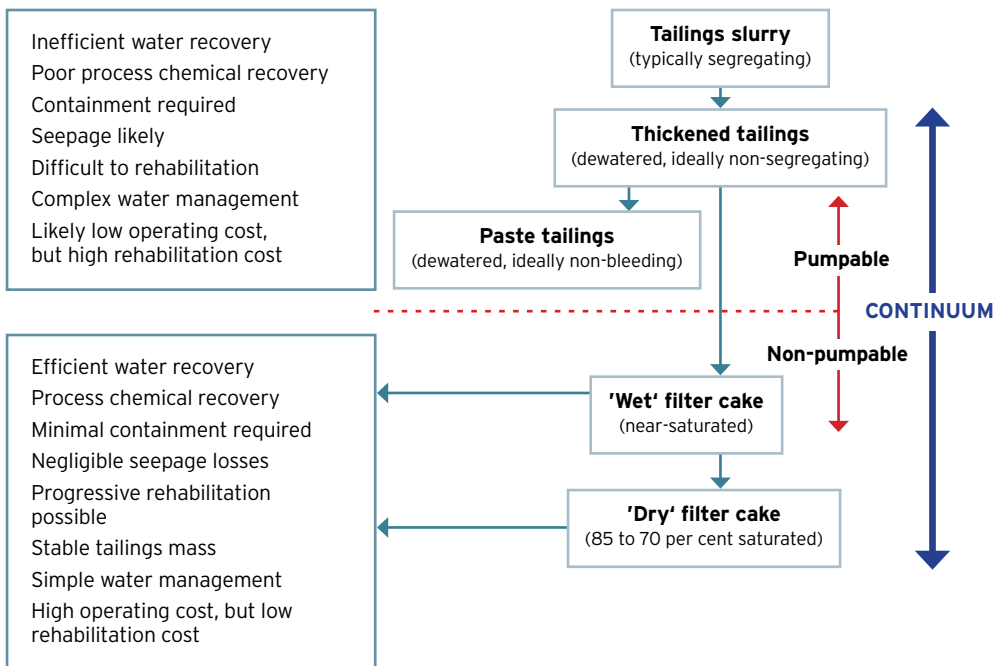 Inefficient water recovery
Poor process chemical recovery
Containment required
Seepage likely
Difficult to rehabilitation
Complex water management
Likely low operating cost,
but high rehabilitation cost
Tailings slurry
(typically segregating)
Thickened tailings
(dewatered, ideally non-segregating)
Paste tailings
(dewatered, ideally non-bleeding)
Pumpable
CONTINUUM
Non-pumpable
Efficient water recovery
Process chemical recovery
Minimal containment required
Negligible seepage losses
Progressive rehabilitation
possible
Stable tailings mass
Simple water management
High operating cost, but low
rehabilitation cost
'Wet' filter cake
(near-saturated)
'Dry' filter cake
(85 to 70 per cent saturated)